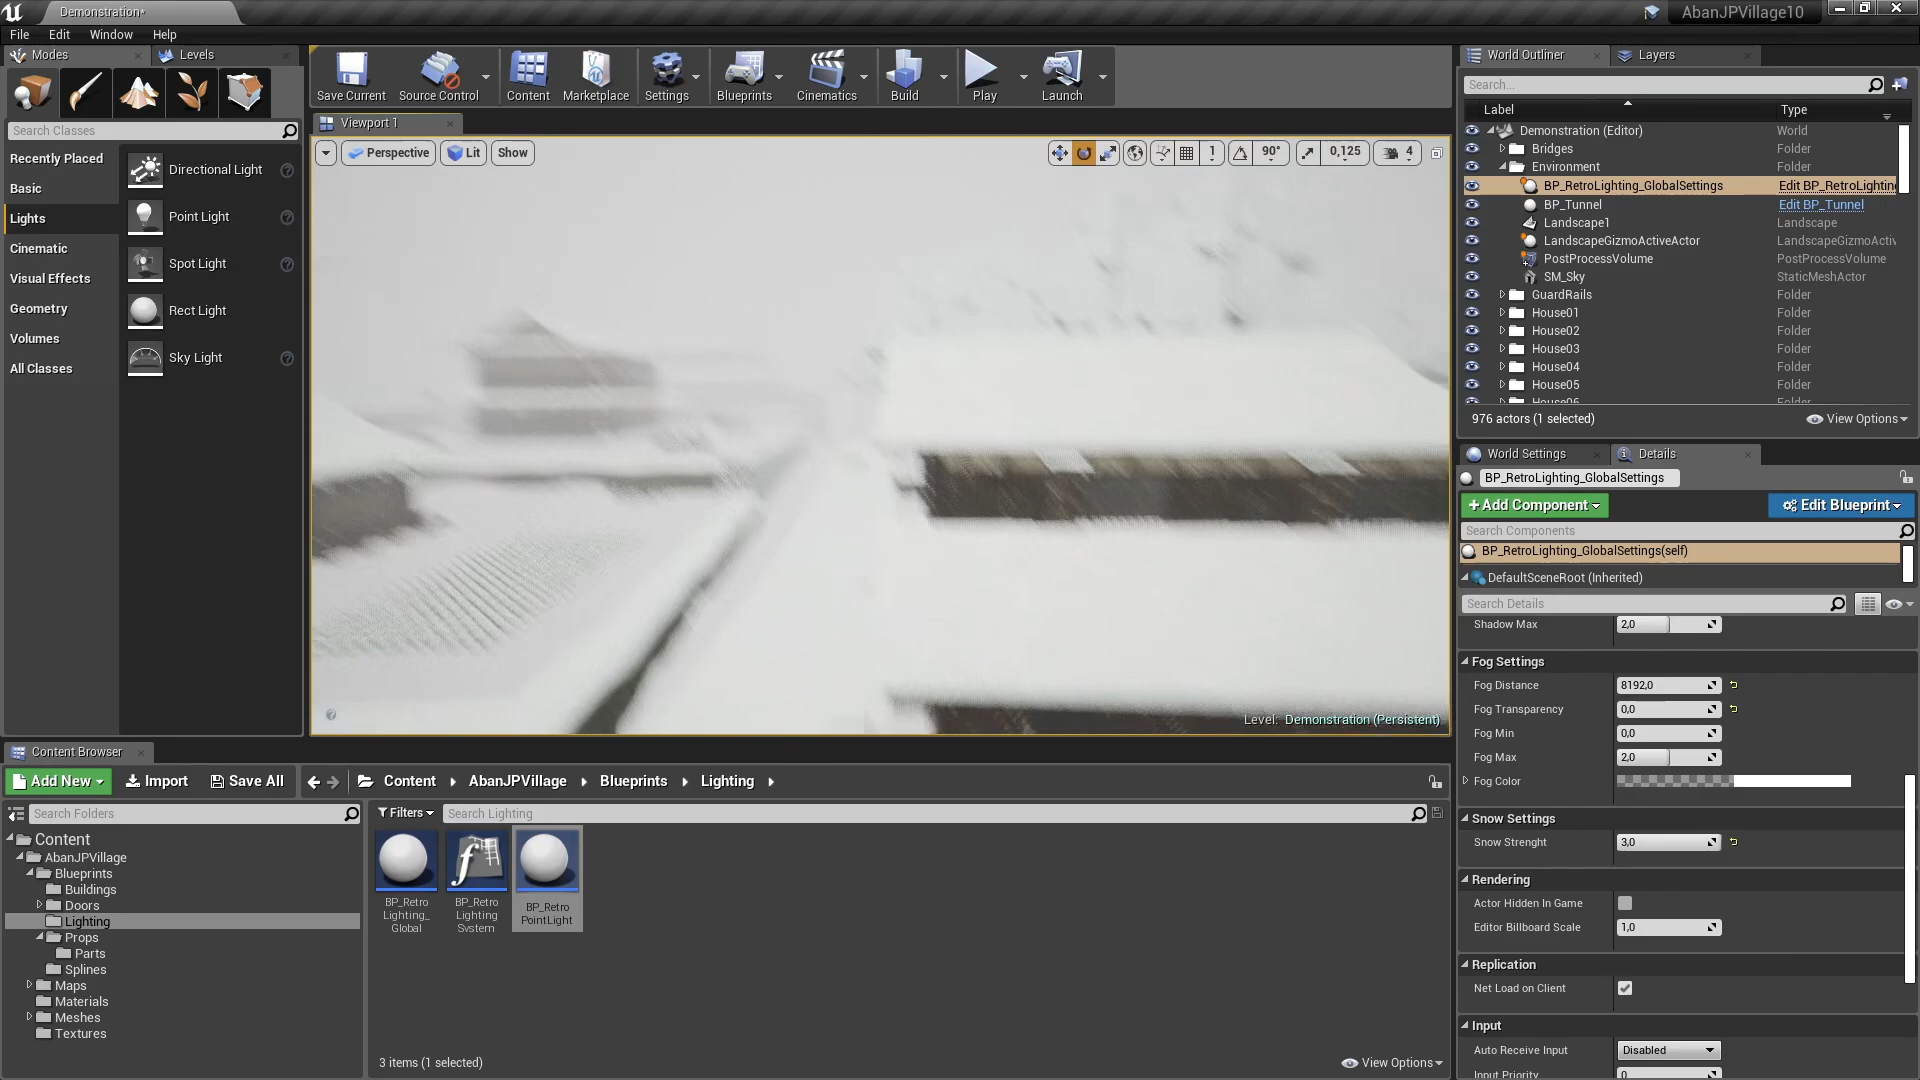 Demonstration*
AbanJPVillage10
File Edit Window Help
Modes
Levels
Search Classes
Recently Placed
Basic
Lights
Cinematic
Visual Effects
Geometry
Volumes
All Classes
Directional Light
Point Light
Spot Light
Rect Light
Sky Light
Save Current
Source Control
Content
Marketplace
Settings
Blueprints
Cinematics
Build
Play
Launch
Viewport 1
Perspective
Lit
Show
1
90°
0,125
4
Level: Demonstration (Persistent)
World Outliner
Layers
Search...
Label Type
Demonstration (Editor) World
Bridges Folder
Environment Folder
BP_RetroLighting_GlobalSettings Edit BP_RetroLighting
BP_Tunnel Edit BP_Tunnel
Landscape1 Landscape
LandscapeGizmoActiveActor LandscapeGizmoActiv
PostProcessVolume PostProcessVolume
SM_Sky StaticMeshActor
GuardRails Folder
House01 Folder
House02 Folder
House03 Folder
House04 Folder
House05 Folder
House06 Folder
976 actors (1 selected)
View Options
World Settings
Details
BP_RetroLighting_GlobalSettings
+Add Component
Edit Blueprint
Search Components
BP_RetroLighting_GlobalSettings(self)
DefaultSceneRoot (Inherited)
Search Details
Shadow Max 2,0
Fog Settings
Fog Distance 8192,0
Fog Transparency 0,0
Fog Min 0,0
Fog Max 2,0
Fog Color
Snow Settings
Snow Strenght 3,0
Rendering
Actor Hidden In Game
Editor Billboard Scale 1,0
Replication
Net Load on Client
Input
Auto Receive Input Disabled
Input Priority 0
Content Browser
Add New
Import
Save All
Content AbanJPVillage Blueprints Lighting
Search Folders
Content
AbanJPVillage
Blueprints
Buildings
Doors
Lighting
Props
Parts
Splines
Maps
Materials
Meshes
Textures
Filters
Search Lighting
BP_Retro
Lighting_
Global
BP_Retro
Lighting
System
BP_Retro
PointLight
3 items (1 selected)
View Options